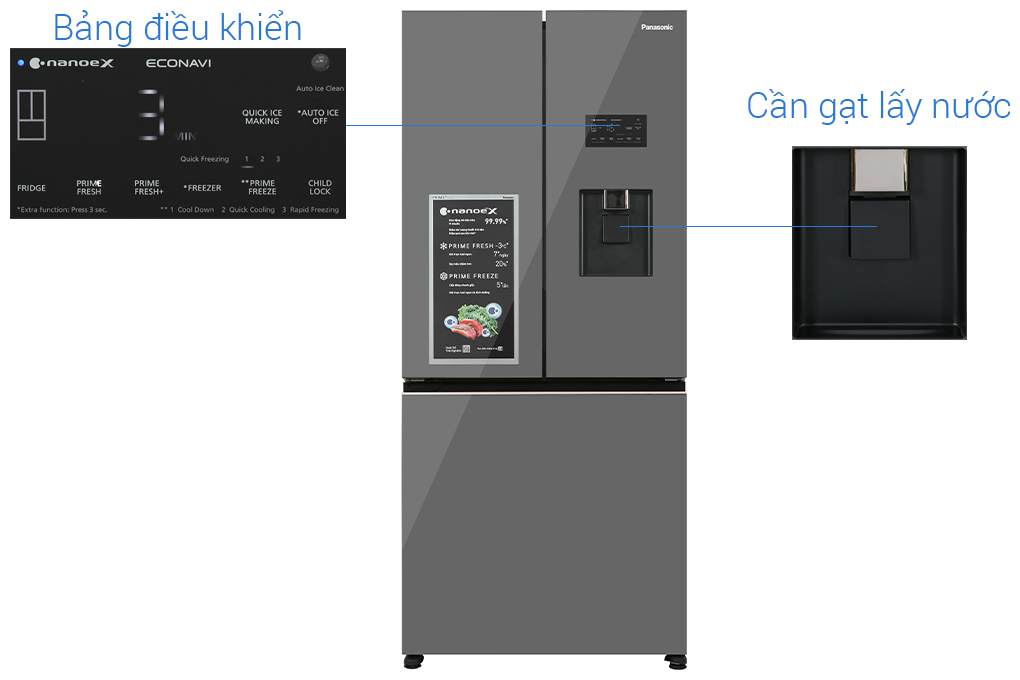 Bảng điều khiển
nanoeX ECONAVI
Auto Ice Clean
3 MIN
QUICK ICE MAKING
*AUTO ICE OFF
Quick Freezing 1 2 3
FRIDGE
PRIME FRESH
PRIME FRESH+
*FREEZER
**PRIME FREEZE
CHILD LOCK
*Extra function: Press 3 sec.
** 1 Cool Down 2 Quick Cooling 3 Rapid Freezing
Panasonic
Cần gạt lấy nước
nanoeX
99.99%*
PRIME FRESH -3°C*
7*ngày
20%*
PRIME FREEZE
5*lần